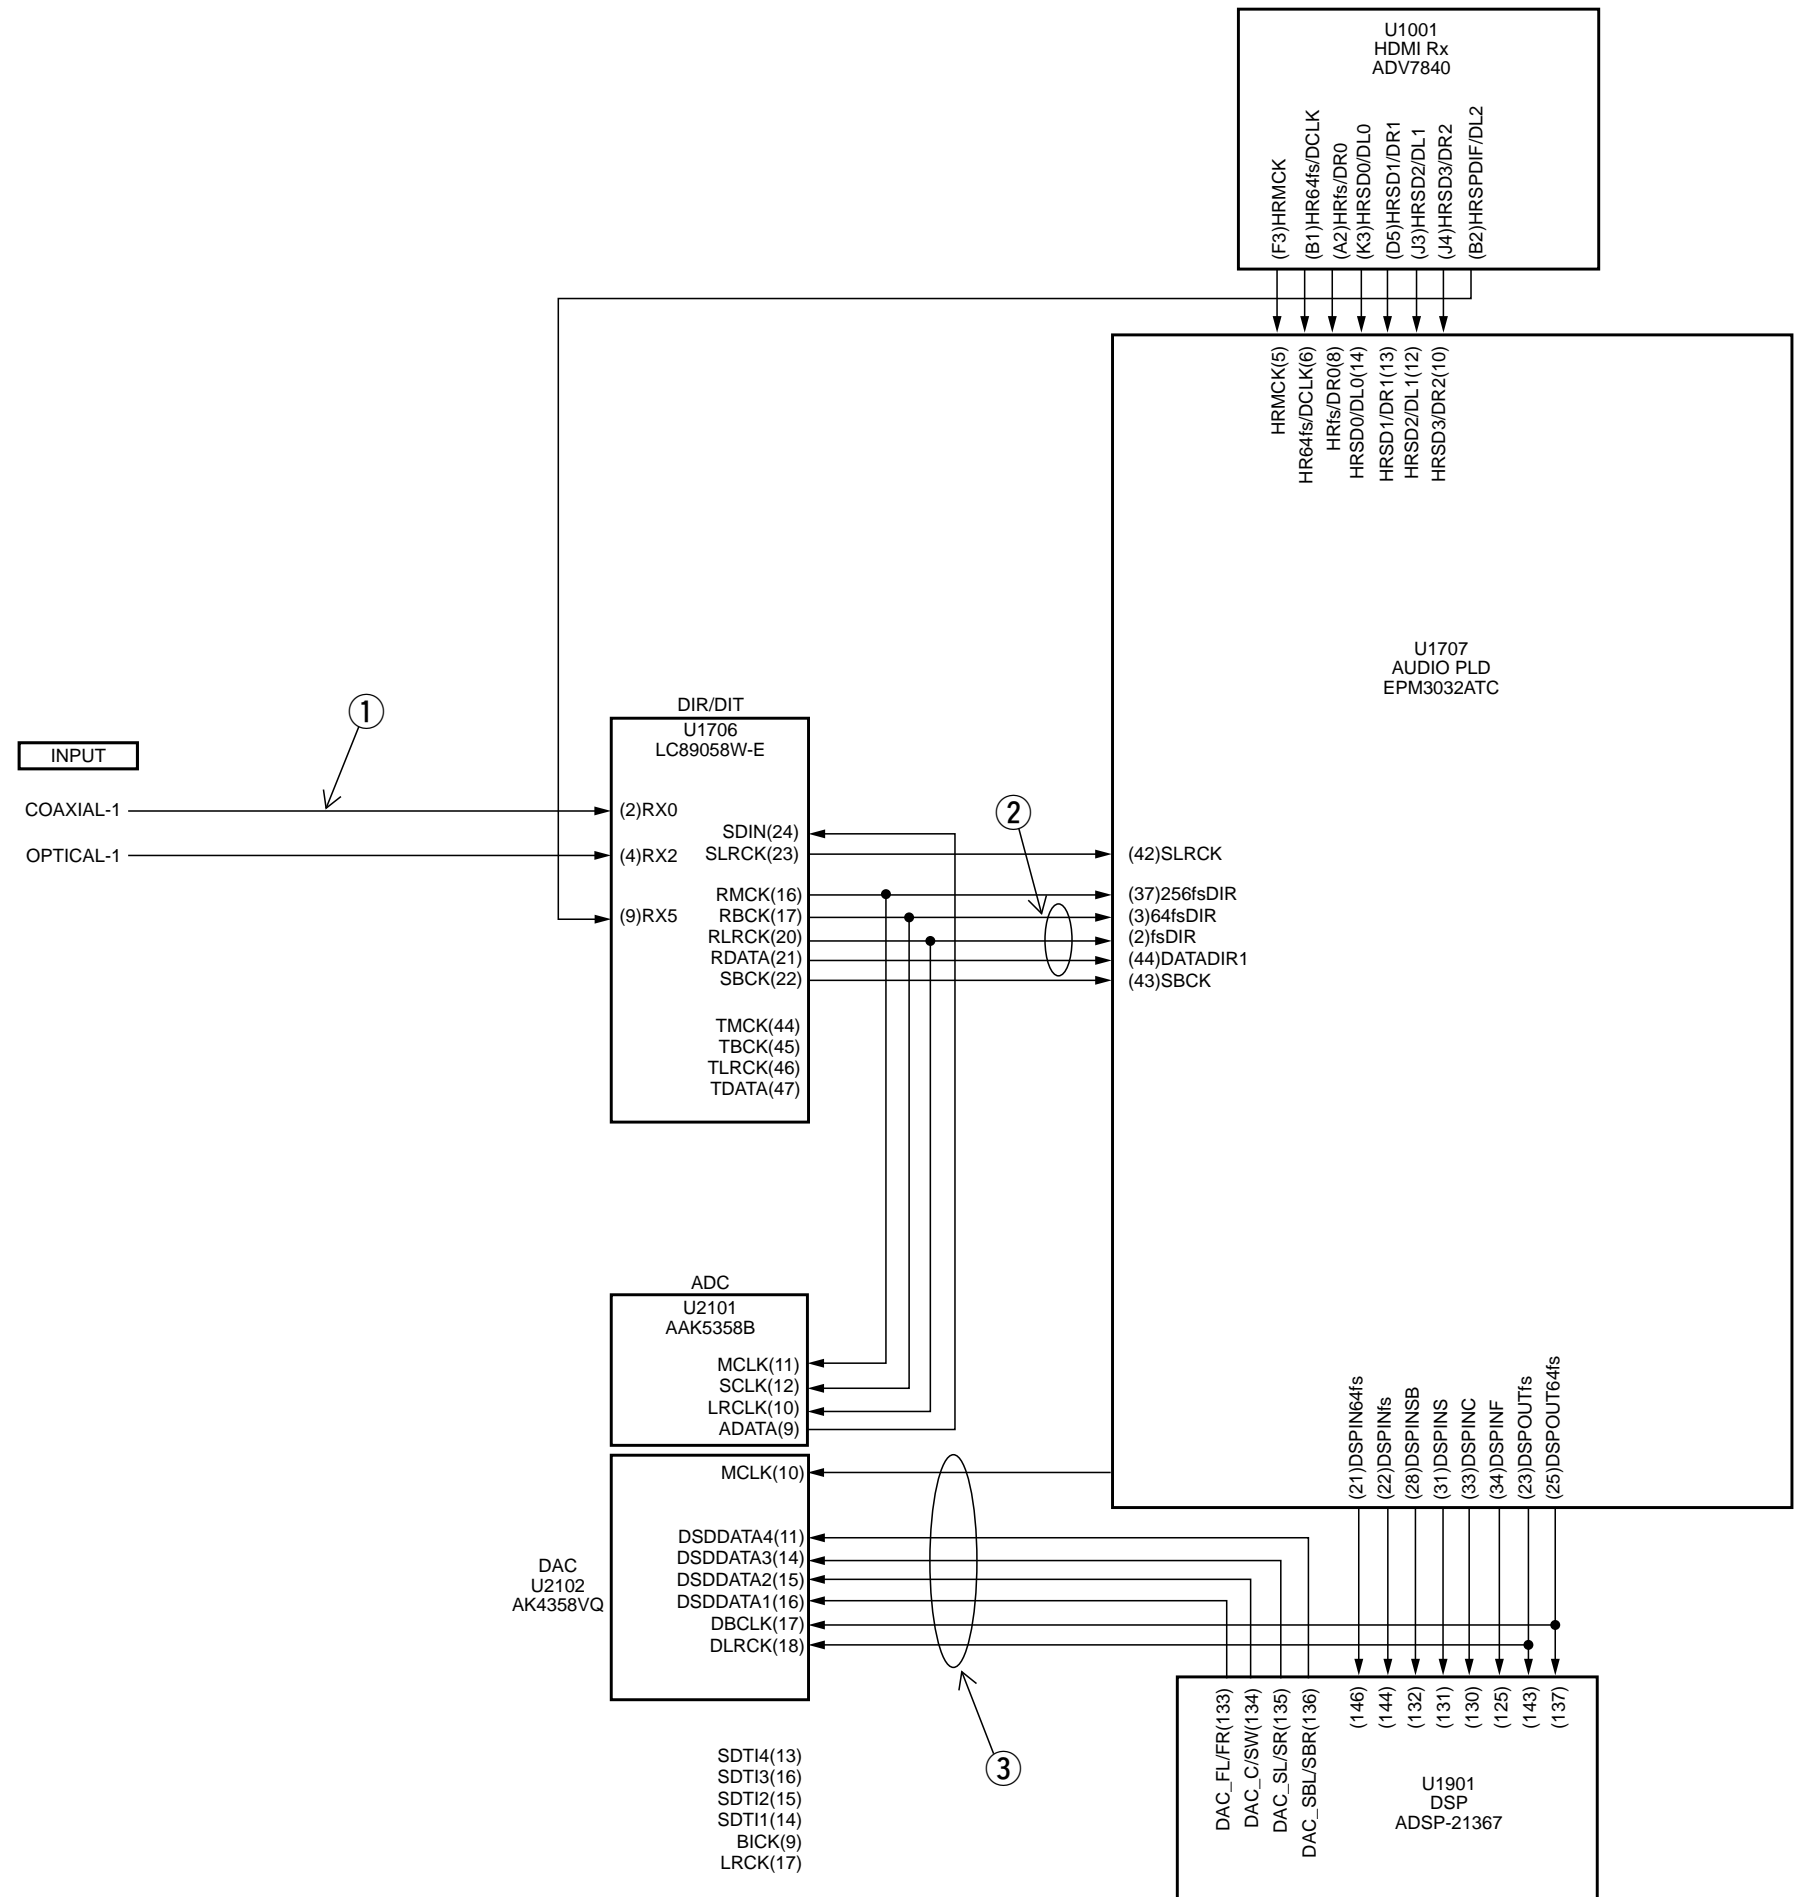 U1001
HDMI Rx
ADV7840
(F3)HRMCK
(B1)HR64fs/DCLK
(A2)HRfs/DR0
(K3)HRSD0/DL0
(D5)HRSD1/DR1
(J3)HRSD2/DL1
(J4)HRSD3/DR2
(B2)HRSPDIF/DL2
HRMCK(5)
HR64fs/DCLK(6)
HRfs/DR0(8)
HRSD0/DL0(14)
HRSD1/DR1(13)
HRSD2/DL1(12)
HRSD3/DR2(10)
U1707
AUDIO PLD
EPM3032ATC
1
INPUT
COAXIAL-1
OPTICAL-1
DIR/DIT
U1706
LC89058W-E
(2)RX0
(4)RX2
(9)RX5
SDIN(24)
SLRCK(23)
RMCK(16)
RBCK(17)
RLRCK(20)
RDATA(21)
SBCK(22)
TMCK(44)
TBCK(45)
TLRCK(46)
TDATA(47)
2
(42)SLRCK
(37)256fsDIR
(3)64fsDIR
(2)fsDIR
(44)DATADIR1
(43)SBCK
ADC
U2101
AAK5358B
MCLK(11)
SCLK(12)
LRCLK(10)
ADATA(9)
DAC
U2102
AK4358VQ
MCLK(10)
DSDDATA4(11)
DSDDATA3(14)
DSDDATA2(15)
DSDDATA1(16)
DBCLK(17)
DLRCK(18)
(21)DSPIN64fs
(22)DSPINfs
(28)DSPINSB
(31)DSPINS
(33)DSPINC
(34)DSPINF
(23)DSPOUTfs
(25)DSPOUT64fs
3
SDTI4(13)
SDTI3(16)
SDTI2(15)
SDTI1(14)
BICK(9)
LRCK(17)
DAC_FL/FR(133)
DAC_C/SW(134)
DAC_SL/SR(135)
DAC_SBL/SBR(136)
(146)
(144)
(132)
(131)
(130)
(125)
(143)
(137)
U1901
DSP
ADSP-21367